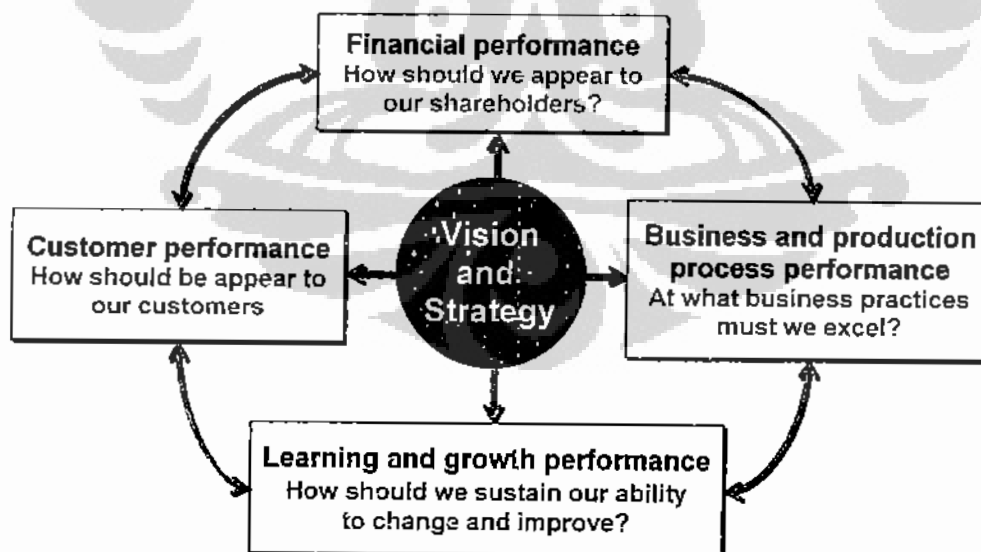 Financial performance
How should we appear to
our shareholders?
Customer performance
How should be appear to
our customers
Vision
and
Strategy
Business and production
process performance
At what business practices
must we excel?
Learning and growth performance
How should we sustain our ability
to change and improve?